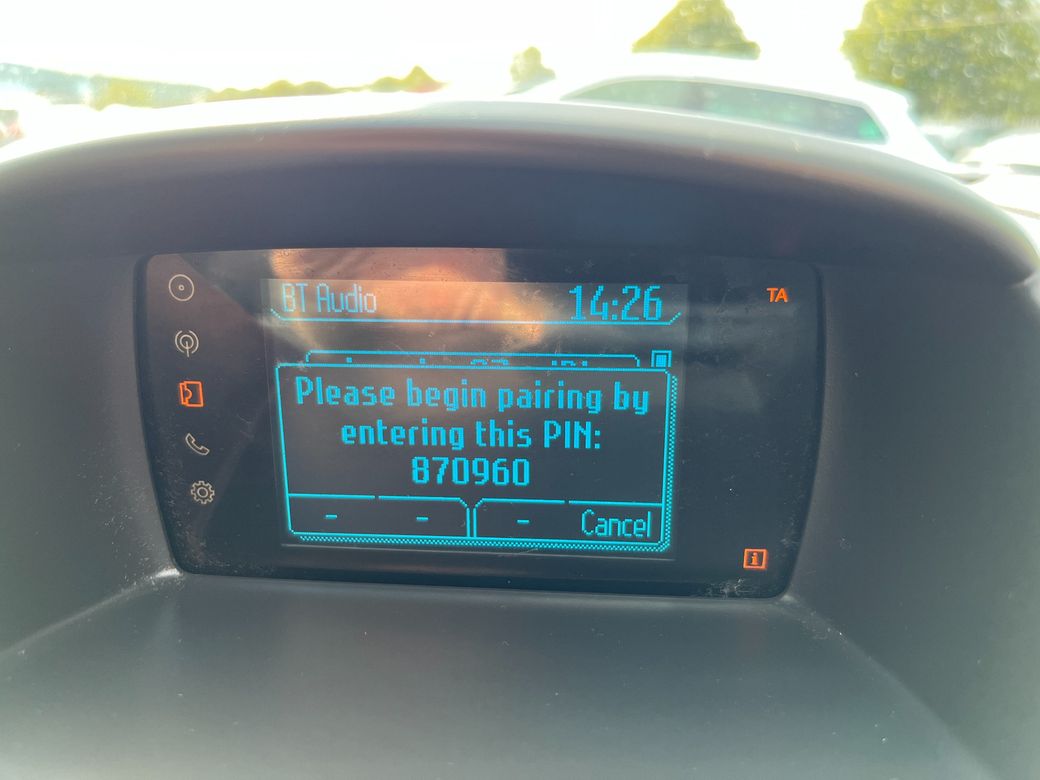 BT Audio
14:26
TA
Please begin pairing by
entering this PIN:
870960
- - - Cancel
i